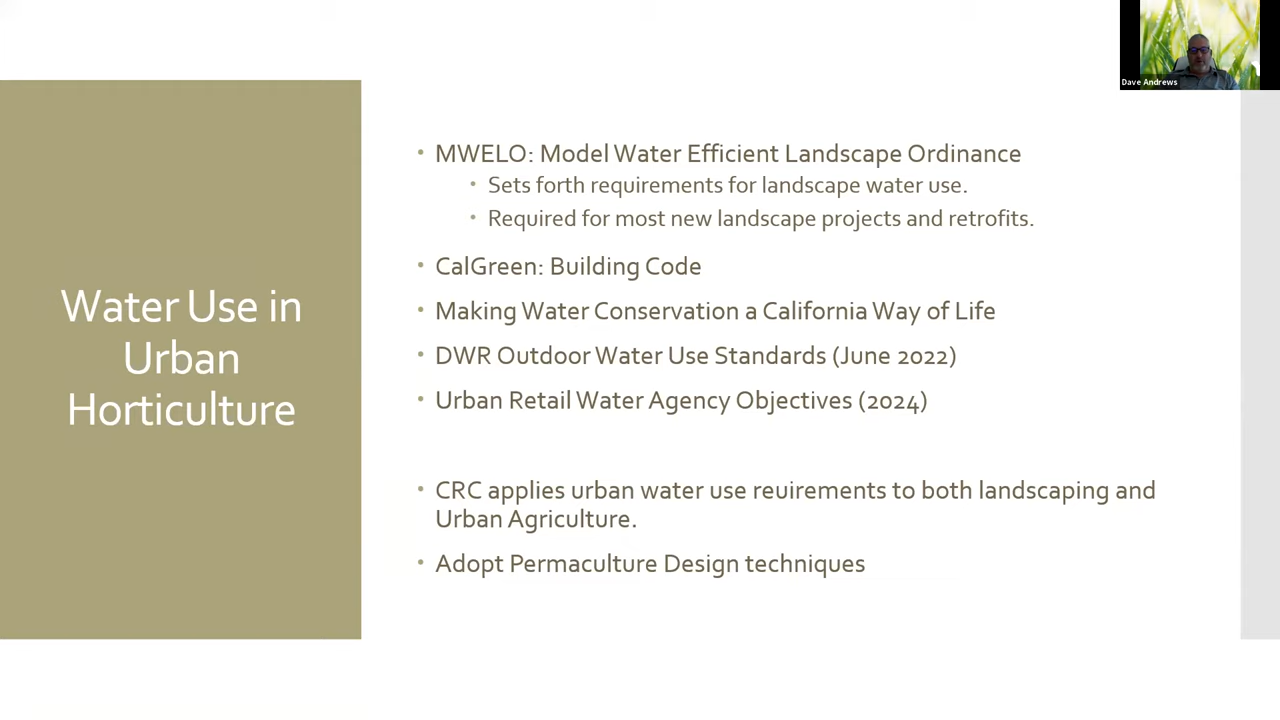 Dave Andrews
Water Use in
Urban
Horticulture
• MWELO: Model Water Efficient Landscape Ordinance
• Sets forth requirements for landscape water use.
• Required for most new landscape projects and retrofits.
• CalGreen: Building Code
• Making Water Conservation a California Way of Life
• DWR Outdoor Water Use Standards (June 2022)
• Urban Retail Water Agency Objectives (2024)
• CRC applies urban water use reuirements to both landscaping and
Urban Agriculture.
• Adopt Permaculture Design techniques